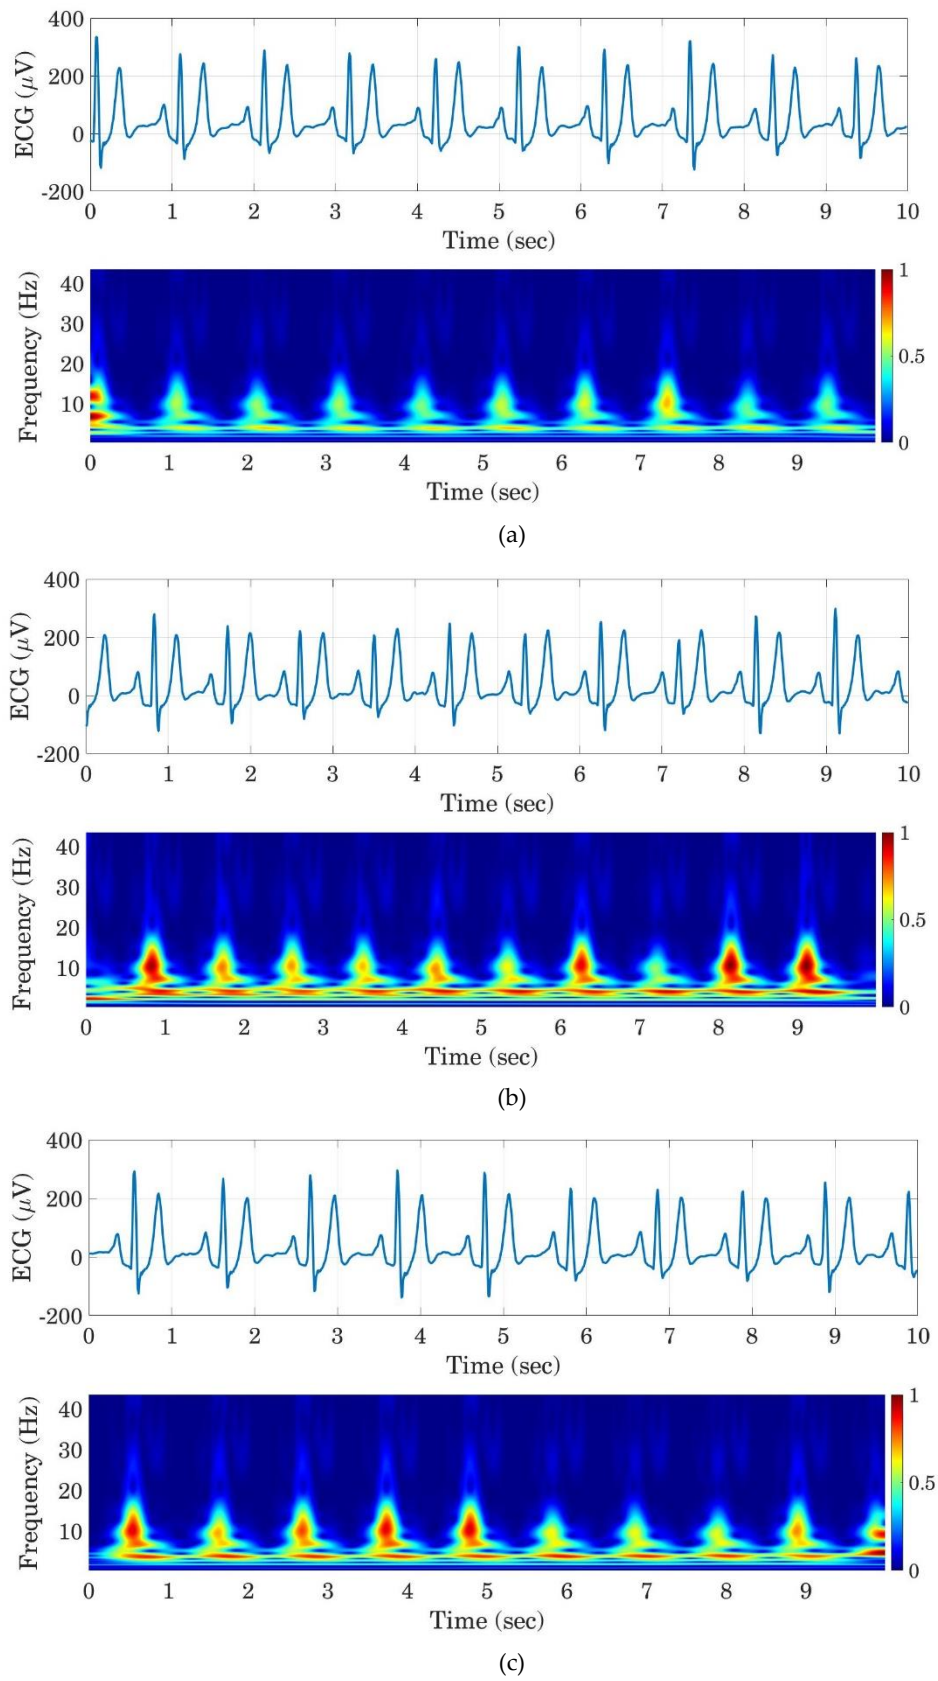 400
200
0
-200
ECG (µV)
0 1 2 3 4 5 6 7 8 9 10
Time (sec)
40
30
20
10
Frequency (Hz)
1
0.5
0
0 1 2 3 4 5 6 7 8 9
Time (sec)
(a)
400
200
0
-200
ECG (µV)
0 1 2 3 4 5 6 7 8 9 10
Time (sec)
40
30
20
10
Frequency (Hz)
1
0.5
0
0 1 2 3 4 5 6 7 8 9
Time (sec)
(b)
400
200
0
-200
ECG (µV)
0 1 2 3 4 5 6 7 8 9 10
Time (sec)
40
30
20
10
Frequency (Hz)
1
0.5
0
0 1 2 3 4 5 6 7 8 9
Time (sec)
(c)